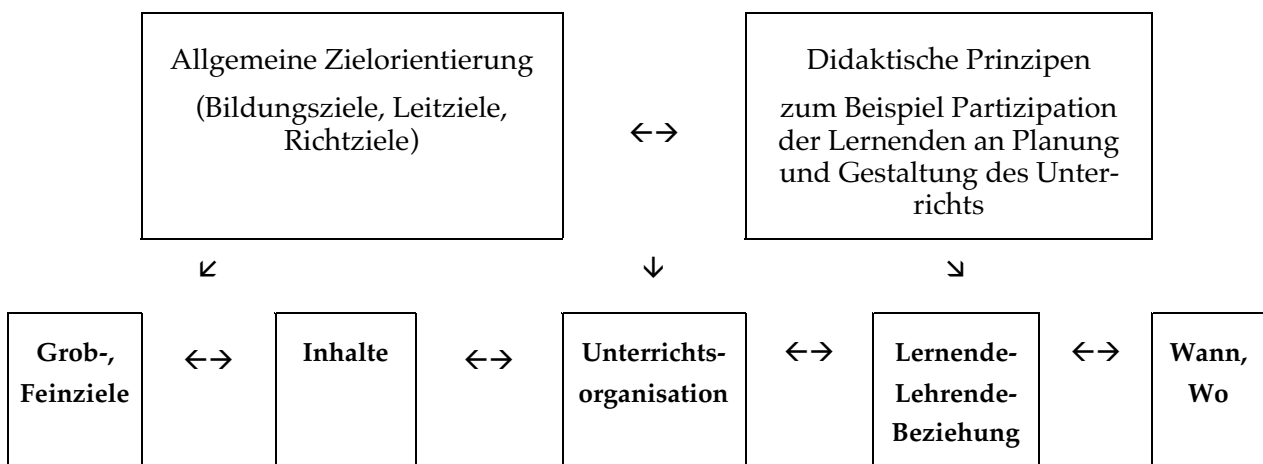 Allgemeine Zielorientierung
(Bildungsziele, Leitziele,
Richtziele)
←→
Didaktische Prinzipen
zum Beispiel Partizipation
der Lernenden an Planung
und Gestaltung des Unter-
richts
↙ ↓ ↘
Grob-,
Feinziele
←→
Inhalte
←→
Unterrichts-
organisation
←→
Lernende-
Lehrende-
Beziehung
←→
Wann,
Wo